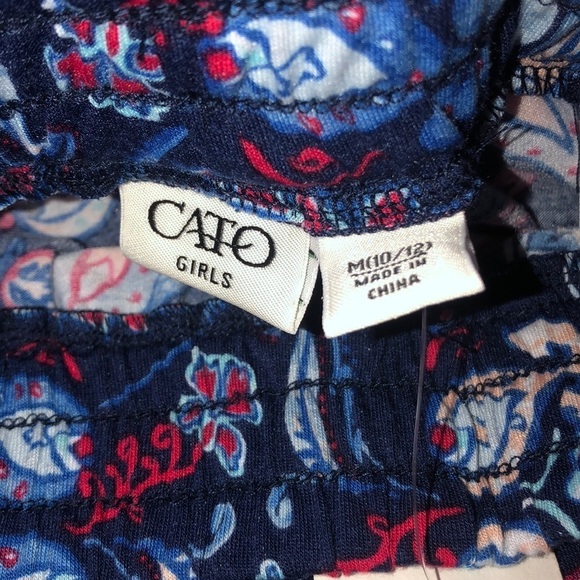 CATO
GIRLS
M(10/12)
MADE IN
CHINA